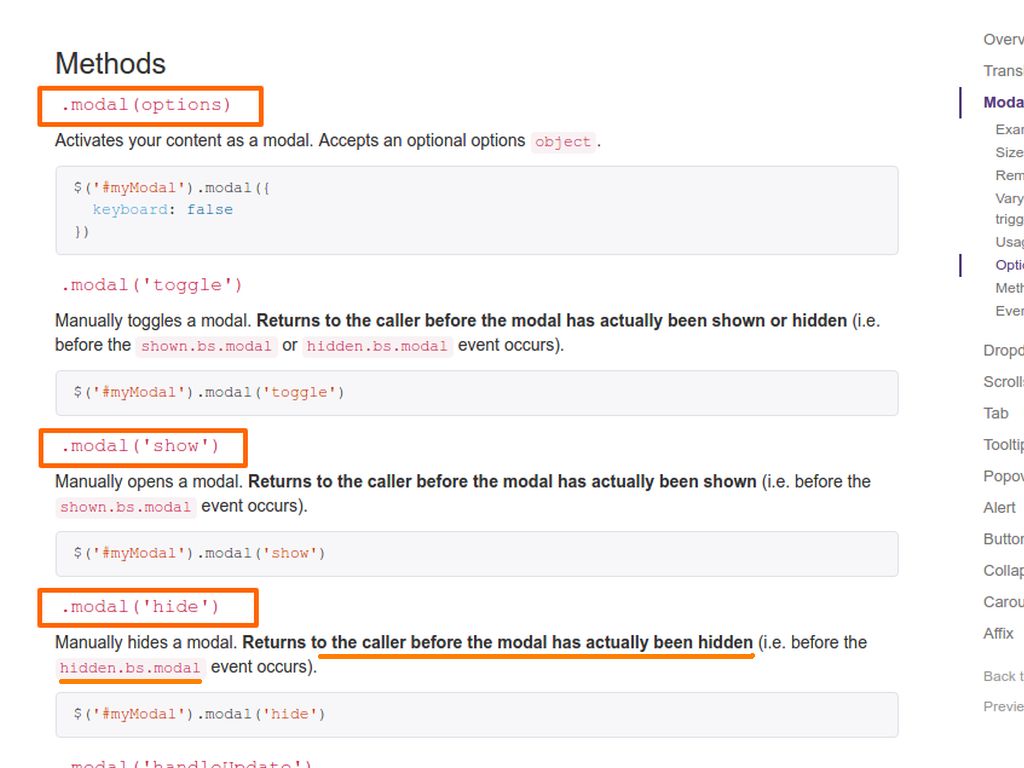 Methods
.modal(options)
Activates your content as a modal. Accepts an optional options object.
$('#myModal').modal({
  keyboard: false
})
.modal('toggle')
Manually toggles a modal. Returns to the caller before the modal has actually been shown or hidden (i.e.
before the shown.bs.modal or hidden.bs.modal event occurs).
$('#myModal').modal('toggle')
.modal('show')
Manually opens a modal. Returns to the caller before the modal has actually been shown (i.e. before the
shown.bs.modal event occurs).
$('#myModal').modal('show')
.modal('hide')
Manually hides a modal. Returns to the caller before the modal has actually been hidden (i.e. before the
hidden.bs.modal event occurs).
$('#myModal').modal('hide')
.modal('handleUpdate')
Overv
Transi
Moda
Exar
Size
Rem
Vary
trigg
Usag
Optio
Meth
Ever
Dropd
Scrolls
Tab
Tooltip
Popov
Alert
Button
Collap
Carou
Affix
Back t
Previe